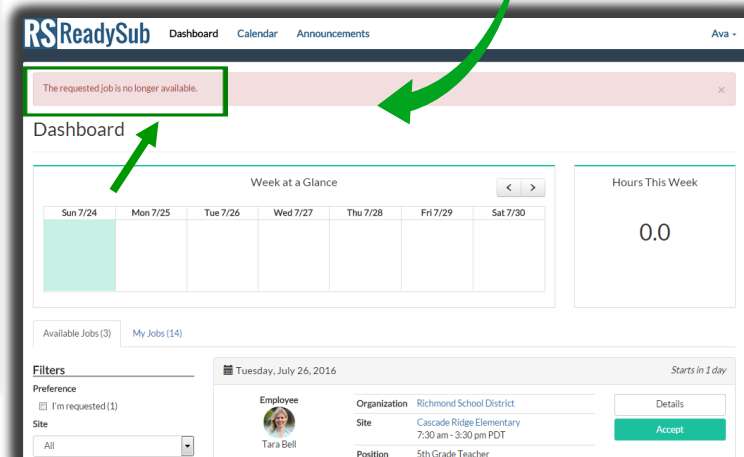 RS ReadySub Dashboard Calendar Announcements Ava
The requested job is no longer available. ×
Dashboard
Week at a Glance < >
Sun 7/24 Mon 7/25 Tue 7/26 Wed 7/27 Thu 7/28 Fri 7/29 Sat 7/30
Hours This Week
0.0
Available Jobs (3) My Jobs (14)
Filters
Preference
I'm requested (1)
Site
All
Tuesday, July 26, 2016 Starts in 1 day
Employee
Tara Bell
Organization Richmond School District
Site Cascade Ridge Elementary
7:30 am - 3:30 pm PDT
Position 5th Grade Teacher
Details
Accept